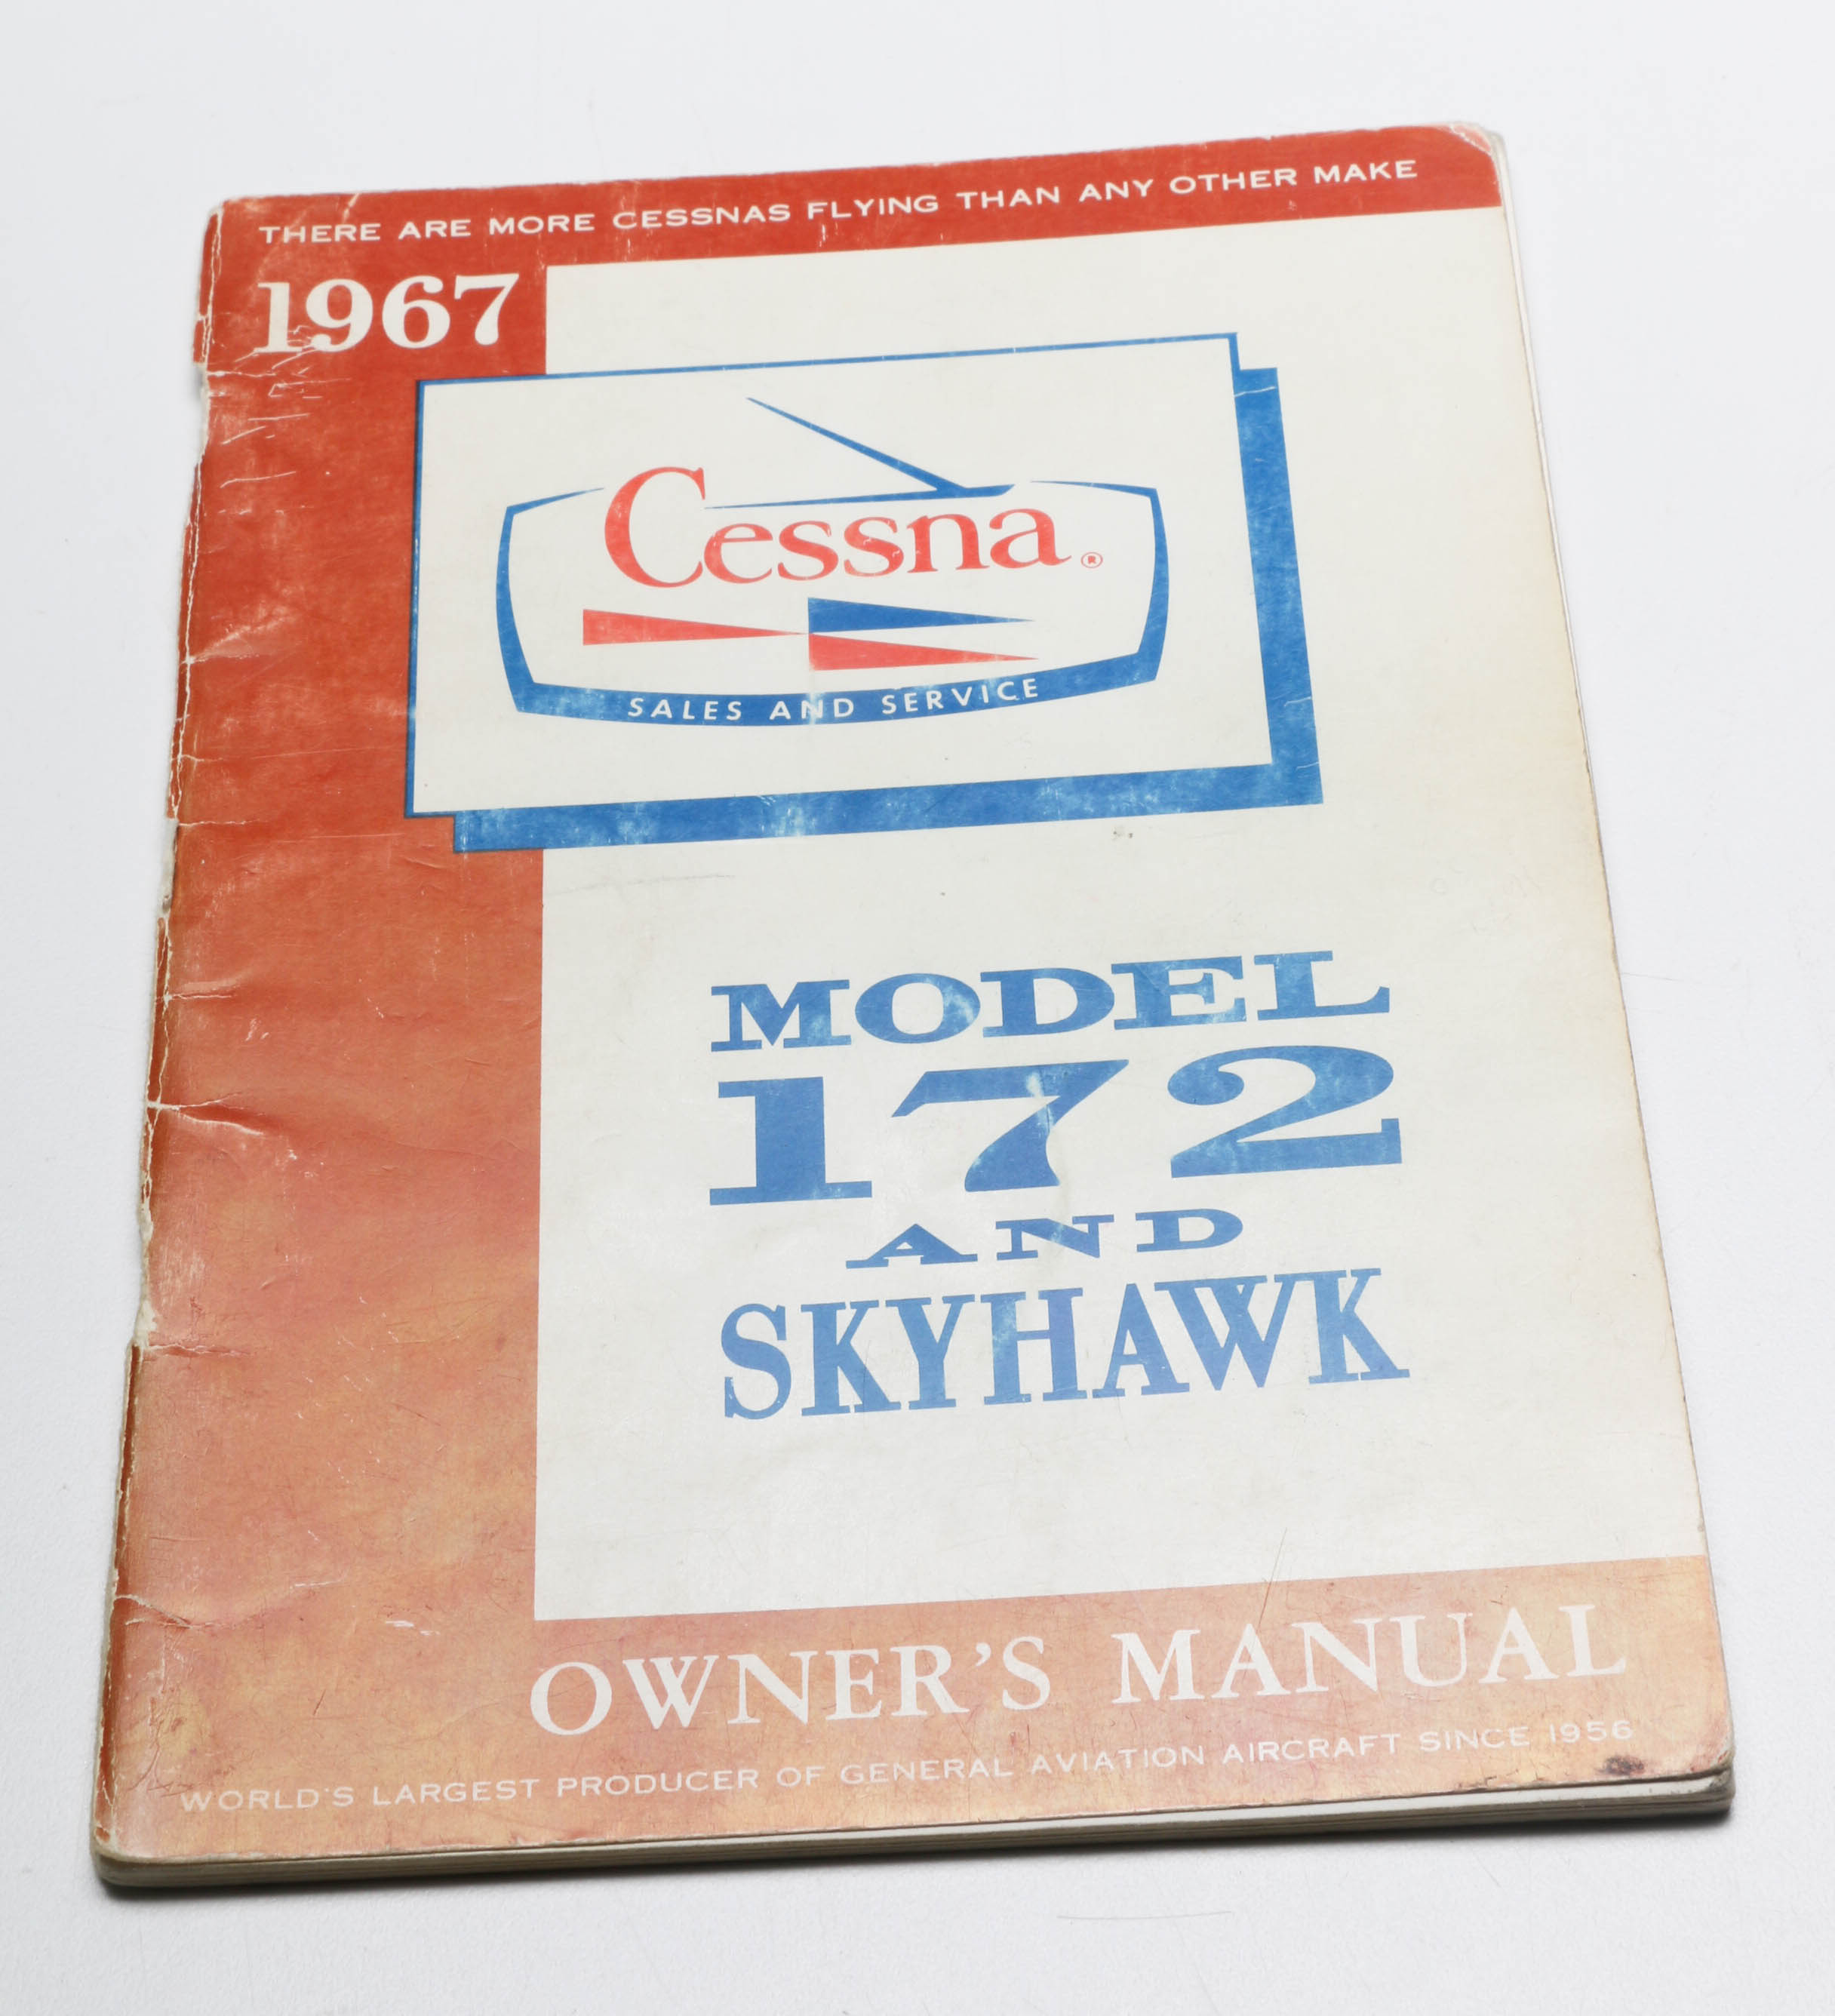 THERE ARE MORE CESSNAS FLYING THAN ANY OTHER MAKE
1967
Cessna®
SALES AND SERVICE
MODEL
172
AND
SKYHAWK
OWNER'S MANUAL
WORLD'S LARGEST PRODUCER OF GENERAL AVIATION AIRCRAFT SINCE 1956